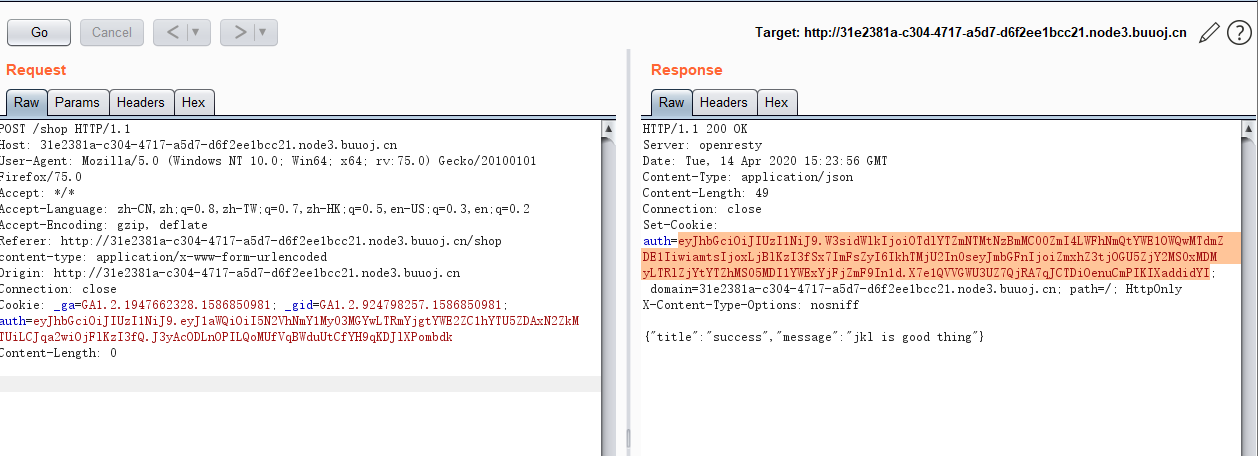 Go
Cancel
<
>
Target: http://31e2381a-c304-4717-a5d7-d6f2ee1bcc21.node3.buuoj.cn
?
Request
Raw
Params
Headers
Hex
POST /shop HTTP/1.1
Host: 31e2381a-c304-4717-a5d7-d6f2ee1bcc21.node3.buuoj.cn
User-Agent: Mozilla/5.0 (Windows NT 10.0; Win64; x64; rv:75.0) Gecko/20100101
Firefox/75.0
Accept: */*
Accept-Language: zh-CN,zh;q=0.8,zh-TW;q=0.7,zh-HK;q=0.5,en-US;q=0.3,en;q=0.2
Accept-Encoding: gzip, deflate
Referer: http://31e2381a-c304-4717-a5d7-d6f2ee1bcc21.node3.buuoj.cn/shop
content-type: application/x-www-form-urlencoded
Origin: http://31e2381a-c304-4717-a5d7-d6f2ee1bcc21.node3.buuoj.cn
Connection: close
Cookie: _ga=GA1.2.1947662328.1586850981; _gid=GA1.2.924798257.1586850981;
Content-Length: 0
Response
Raw
Headers
Hex
HTTP/1.1 200 OK
Server: openresty
Date: Tue, 14 Apr 2020 15:23:56 GMT
Content-Type: application/json
Content-Length: 49
Connection: close
Set-Cookie:
domain=31e2381a-c304-4717-a5d7-d6f2ee1bcc21.node3.buuoj.cn; path=/; HttpOnly
X-Content-Type-Options: nosniff
{"title":"success","message":"jkl is good thing"}